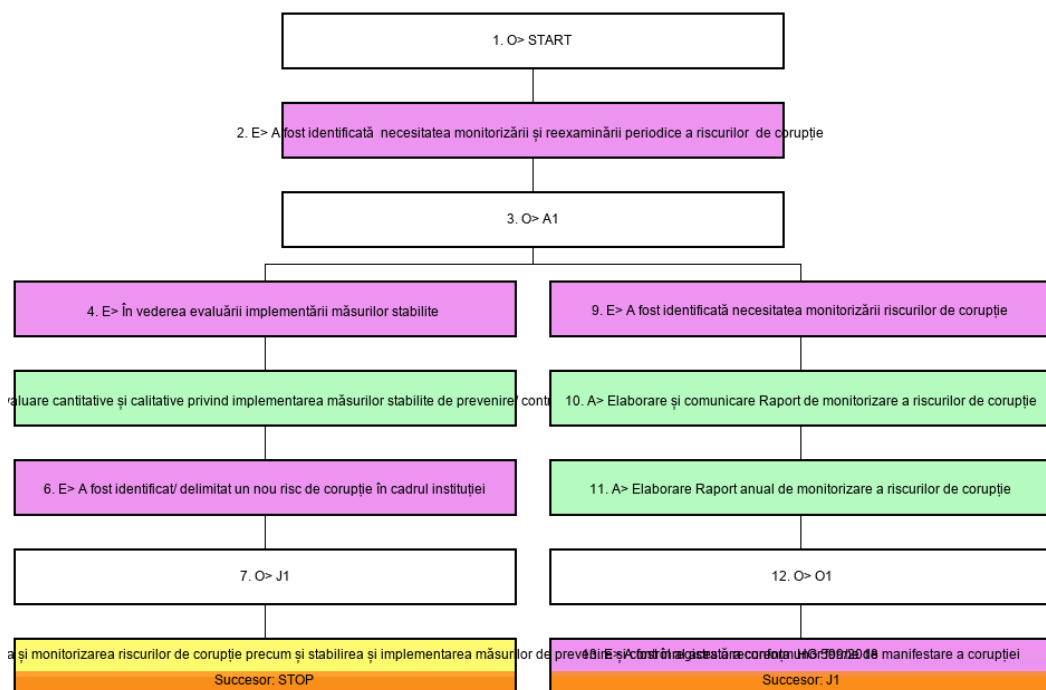 1. O> START
2. E> A fost identificată  necesitatea monitorizării și reexaminării periodice a riscurilor  de corupție
3. O> A1
4. E> În vederea evaluării implementării măsurilor stabilite
9. E> A fost identificată necesitatea monitorizării riscurilor de corupție
cantitative și calitative privind implementarea măsurilor stabilite de prevenire/
10. A> Elaborare și comunicare Raport de monitorizare a riscurilor de corupție
6. E> A fost identificat/ delimitat un nou risc de corupție în cadrul instituției
11. A> Elaborare Raport anual de monitorizare a riscurilor de corupție
7. O> J1
12. O> O1
și monitorizarea riscurilor de corupție precum și stabilirea și implementarea măsurilor de
de manifestare a corupției
Succesor: STOP
Succesor: J1